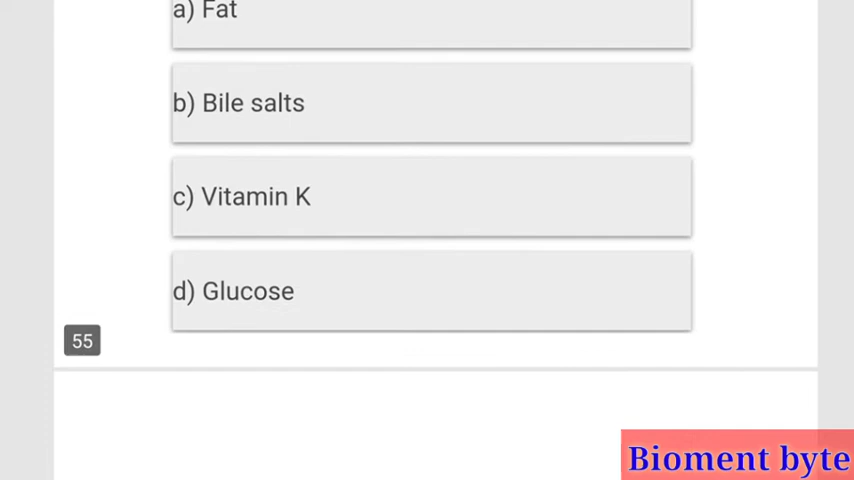 a) Fat
b) Bile salts
c) Vitamin K
d) Glucose
55
Bioment byte